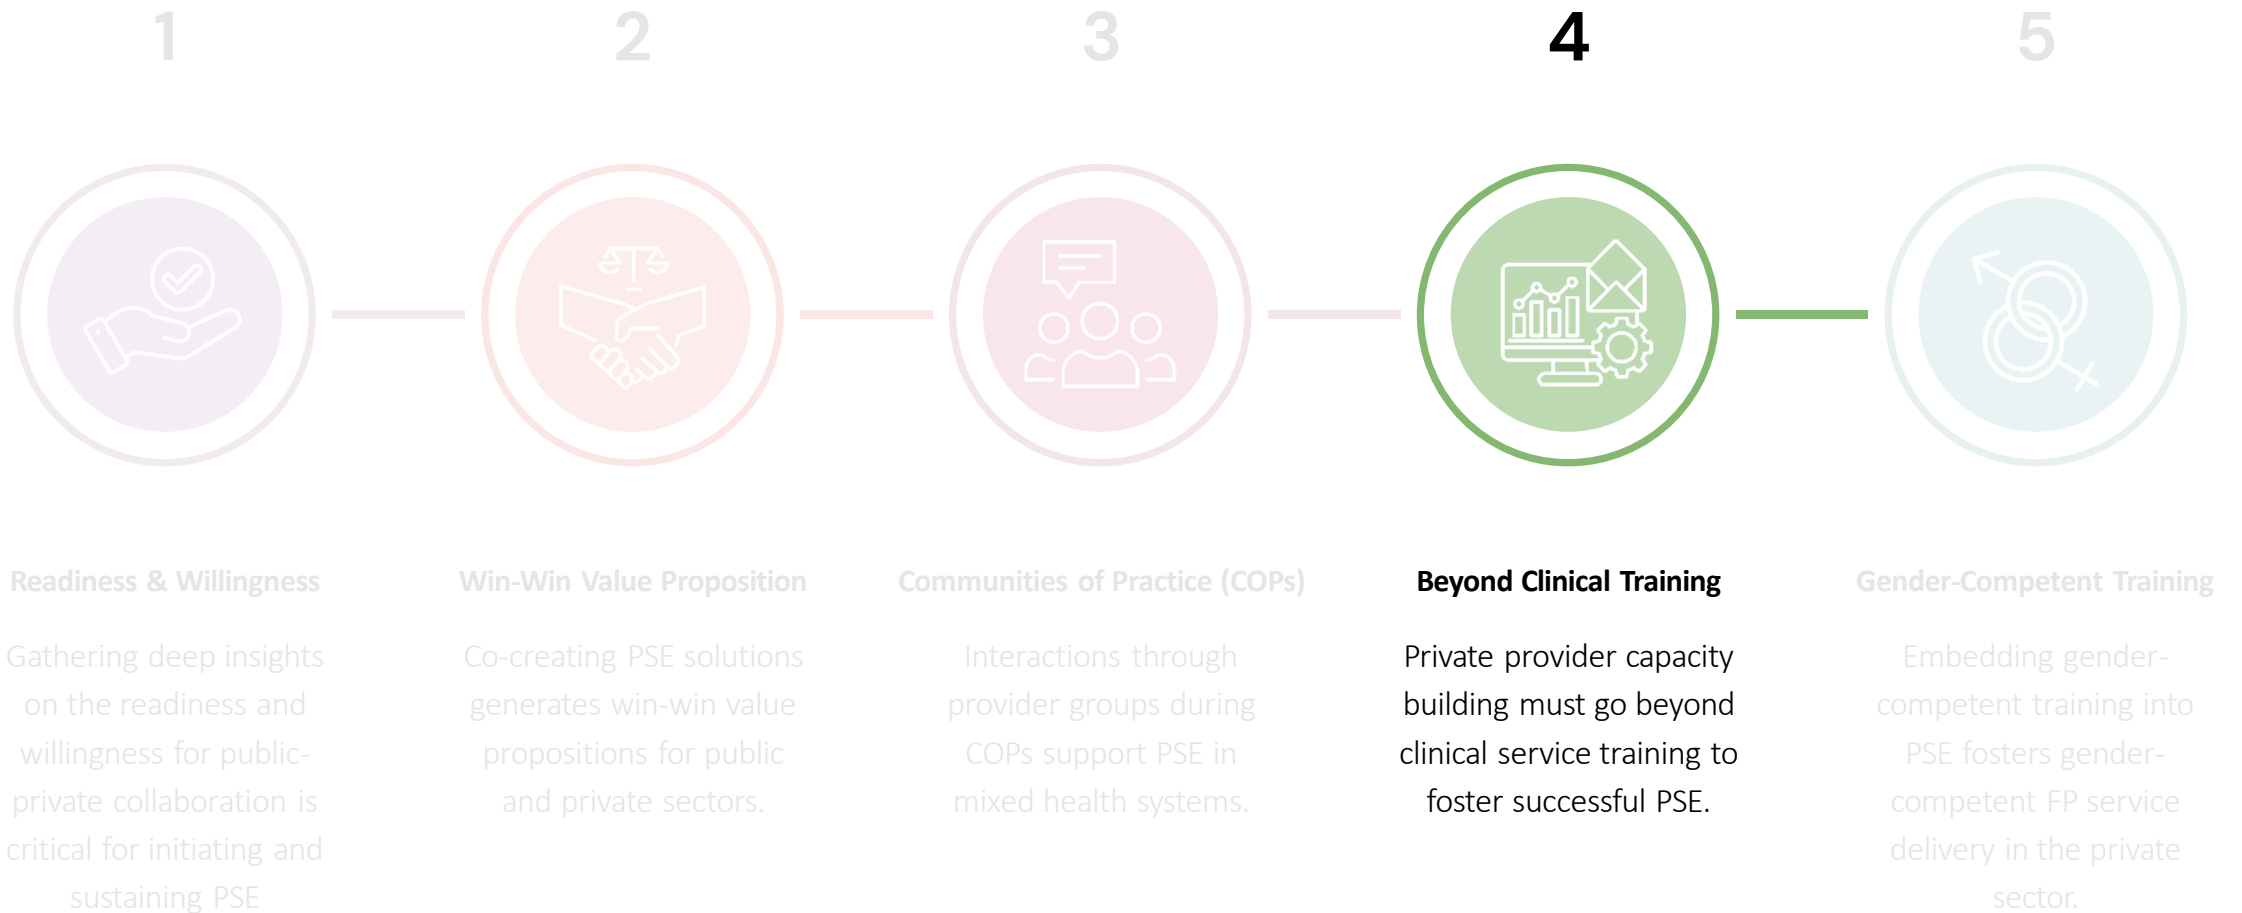 1
2
3
4
5
Readiness & Willingness
Gathering deep insights
on the readiness and
willingness for public-
private collaboration is
critical for initiating and
sustaining PSE
Win-Win Value Proposition
Co-creating PSE solutions
generates win-win value
propositions for public
and private sectors.
Communities of Practice (COPs)
Interactions through
provider groups during
COPs support PSE in
mixed health systems.
Beyond Clinical Training
Private provider capacity
building must go beyond
clinical service training to
foster successful PSE.
Gender-Competent Training
Embedding gender-
competent training into
PSE fosters gender-
competent FP service
delivery in the private
sector.